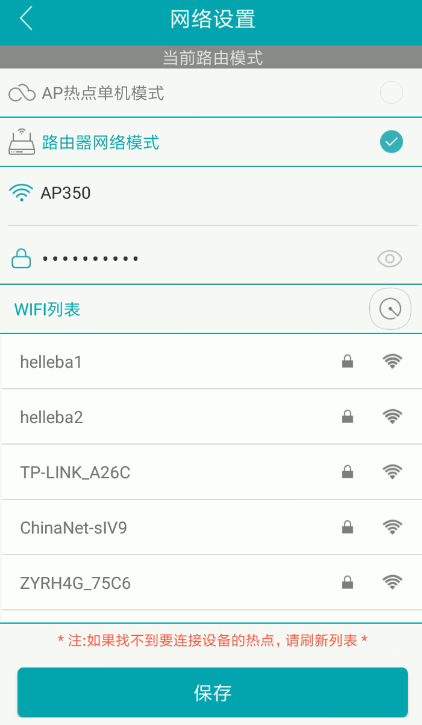 网络设置
当前路由模式
AP热点单机模式
路由器网络模式
AP350
••••••••••
WIFI列表
helleba1
helleba2
TP-LINK_A26C
ChinaNet-sIV9
ZYRH4G_75C6
*注:如果找不到要连接设备的热点,请刷新列表*
保存